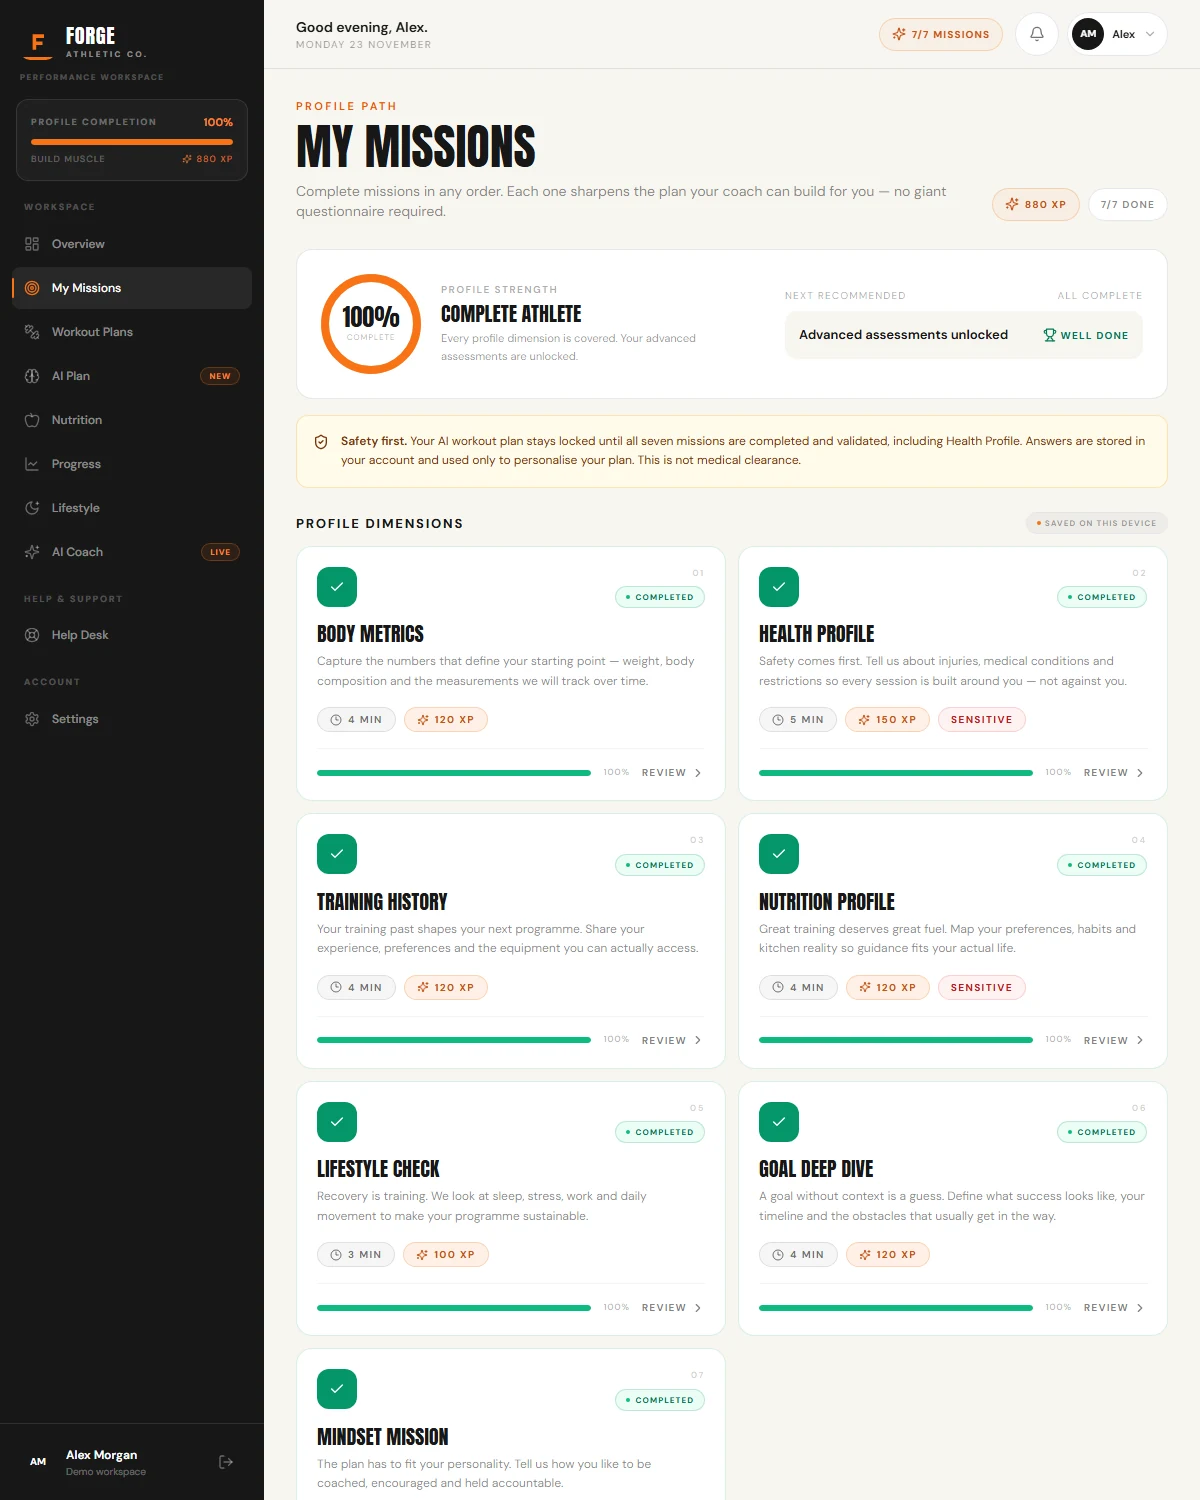 F
FORGE
ATHLETIC CO.
PERFORMANCE WORKSPACE
PROFILE COMPLETION 100%
BUILD MUSCLE 880 XP
WORKSPACE
Overview
My Missions
Workout Plans
AI Plan NEW
Nutrition
Progress
Lifestyle
AI Coach LIVE
HELP & SUPPORT
Help Desk
ACCOUNT
Settings
AM Alex Morgan
Demo workspace
Good evening, Alex.
MONDAY 23 NOVEMBER
7/7 MISSIONS
AM Alex
PROFILE PATH
MY MISSIONS
Complete missions in any order. Each one sharpens the plan your coach can build for you — no giant
questionnaire required.
880 XP 7/7 DONE
100%
COMPLETE
PROFILE STRENGTH
COMPLETE ATHLETE
Every profile dimension is covered. Your advanced
assessments are unlocked.
NEXT RECOMMENDED ALL COMPLETE
Advanced assessments unlocked WELL DONE
Safety first. Your AI workout plan stays locked until all seven missions are completed and validated, including Health Profile. Answers are stored in
your account and used only to personalise your plan. This is not medical clearance.
PROFILE DIMENSIONS SAVED ON THIS DEVICE
01
COMPLETED
BODY METRICS
Capture the numbers that define your starting point — weight, body
composition and the measurements we will track over time.
4 MIN 120 XP
100% REVIEW
02
COMPLETED
HEALTH PROFILE
Safety comes first. Tell us about injuries, medical conditions and
restrictions so every session is built around you — not against you.
5 MIN 150 XP SENSITIVE
100% REVIEW
03
COMPLETED
TRAINING HISTORY
Your training past shapes your next programme. Share your
experience, preferences and the equipment you can actually access.
4 MIN 120 XP
100% REVIEW
04
COMPLETED
NUTRITION PROFILE
Great training deserves great fuel. Map your preferences, habits and
kitchen reality so guidance fits your actual life.
4 MIN 120 XP SENSITIVE
100% REVIEW
05
COMPLETED
LIFESTYLE CHECK
Recovery is training. We look at sleep, stress, work and daily
movement to make your programme sustainable.
3 MIN 100 XP
100% REVIEW
06
COMPLETED
GOAL DEEP DIVE
A goal without context is a guess. Define what success looks like, your
timeline and the obstacles that usually get in the way.
4 MIN 120 XP
100% REVIEW
07
COMPLETED
MINDSET MISSION
The plan has to fit your personality. Tell us how you like to be
coached, encouraged and held accountable.